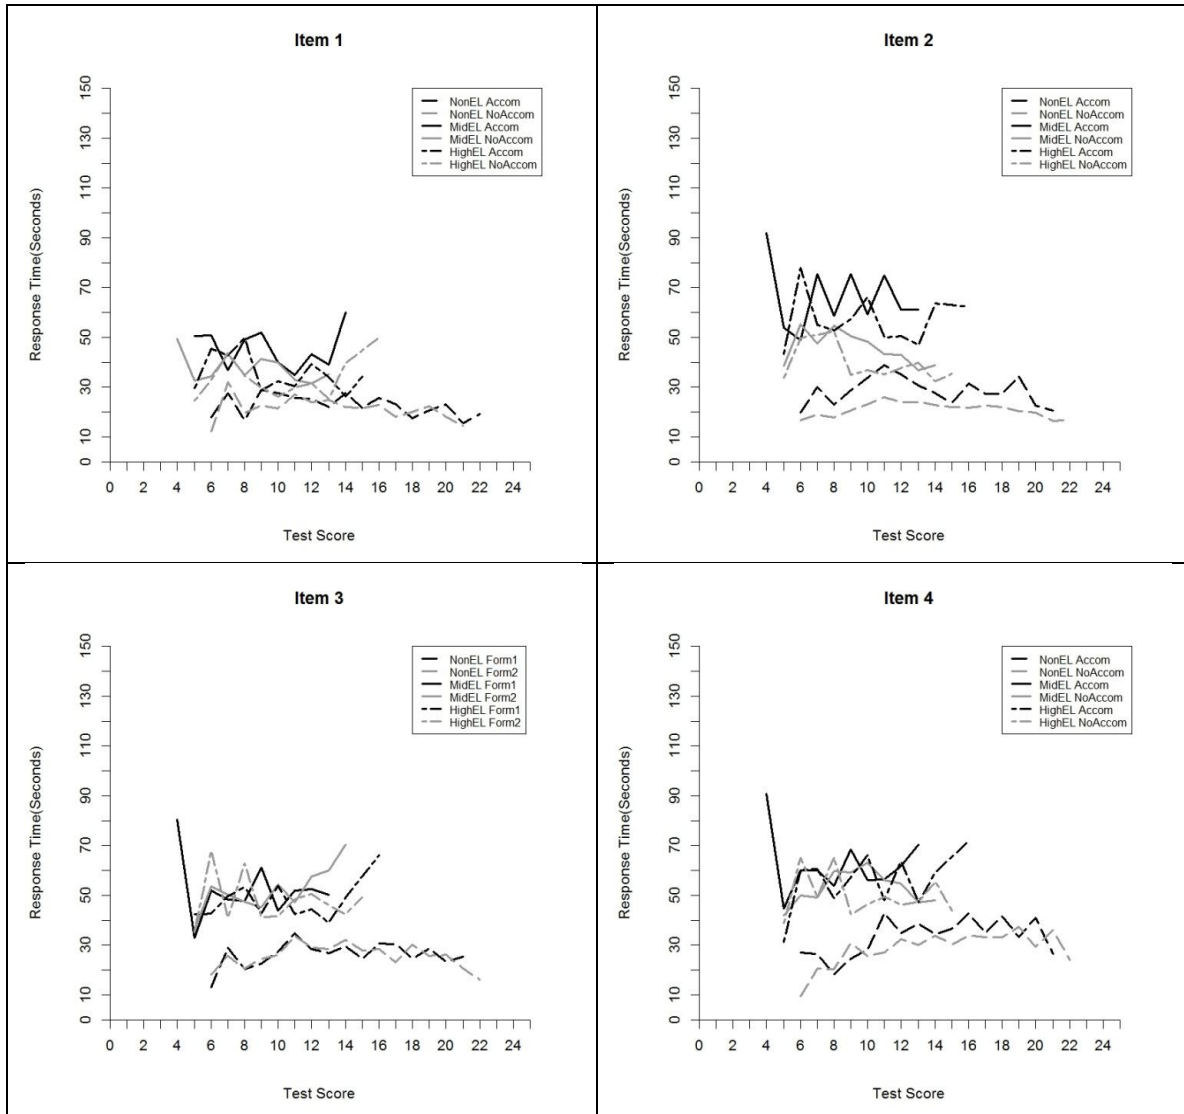 Item 1
150
130
110
90
70
50
30
10
0
Response Time(Seconds)
NonEL Accom
NonEL NoAccom
MidEL Accom
MidEL NoAccom
HighEL Accom
HighEL NoAccom
0 2 4 6 8 10 12 14 16 18 20 22 24
Test Score
Item 2
150
130
110
90
70
50
30
10
0
Response Time(Seconds)
NonEL Accom
NonEL NoAccom
MidEL Accom
MidEL NoAccom
HighEL Accom
HighEL NoAccom
0 2 4 6 8 10 12 14 16 18 20 22 24
Test Score
Item 3
150
130
110
90
70
50
30
10
0
Response Time(Seconds)
NonEL Form1
NonEL Form2
MidEL Form1
MidEL Form2
HighEL Form1
HighEL Form2
0 2 4 6 8 10 12 14 16 18 20 22 24
Test Score
Item 4
150
130
110
90
70
50
30
10
0
Response Time(Seconds)
NonEL Accom
NonEL NoAccom
MidEL Accom
MidEL NoAccom
HighEL Accom
HighEL NoAccom
0 2 4 6 8 10 12 14 16 18 20 22 24
Test Score